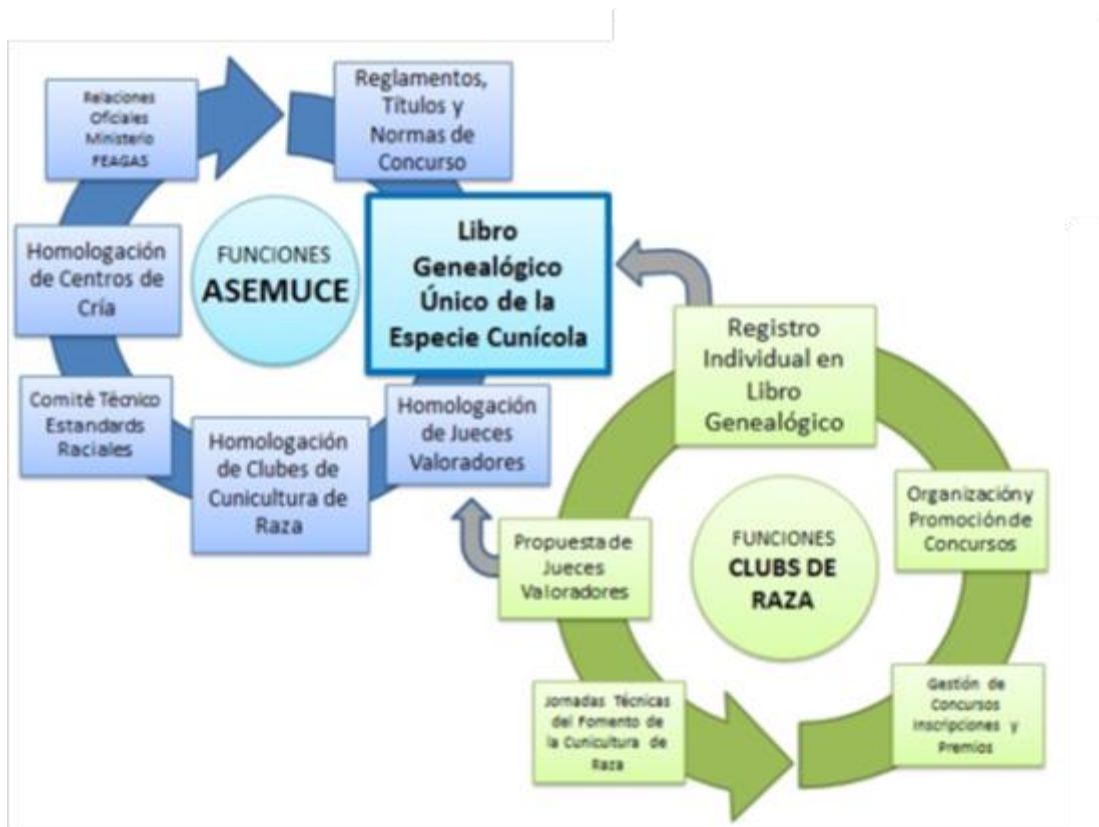 Relaciones
Oficiales
Ministerio
FEAGAS
Reglamentos,
Títulos y
Normas de
Concurso
Libro
Genealógico
Único de la
Especie Cunícola
FUNCIONES
ASEMUCE
Homologación
de Centros de
Cría
Comité Técnico
Estandards
Raciales
Homologación
de Clubes de
Cunicultura de
Raza
Homologación
de Jueces
Valoradores
Registro
Individual en
Libro
Genealógico
Organización y
Promoción de
Concursos
FUNCIONES
CLUBS DE
RAZA
Propuesta de
Jueces
Valoradores
Jornadas Técnicas
del Fomento de
la Cunicultura de
Raza
Gestión de
Concursos
Inscripciones y
Premios